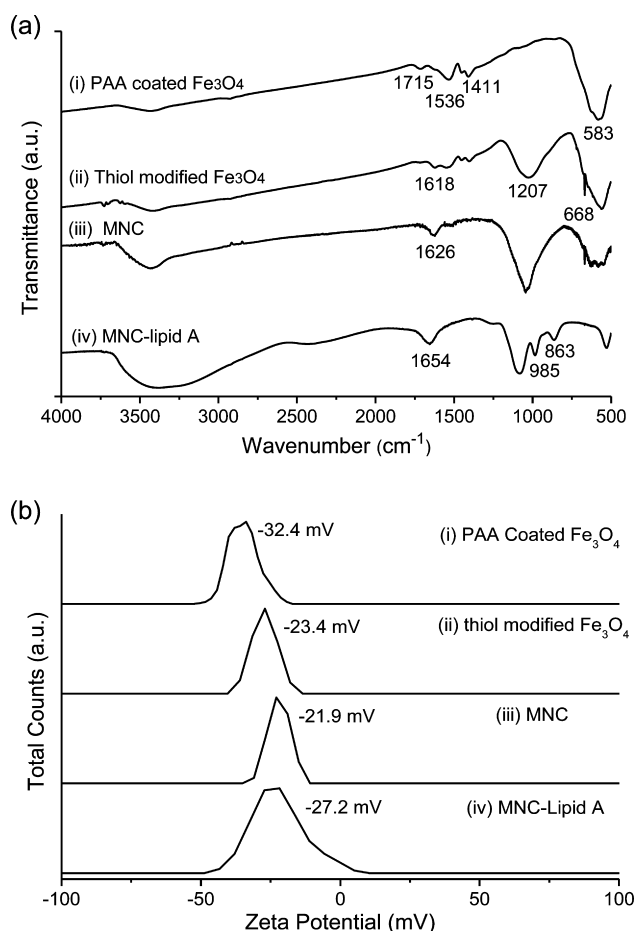 (a)
(i) PAA coated Fe3O4
1715
1536
1411
583
(ii) Thiol modified Fe3O4
1618
1207
668
(iii) MNC
1626
(iv) MNC-lipid A
1654
985
863
Transmittance (a.u.)
4000 3500 3000 2500 2000 1500 1000 500
Wavenumber (cm⁻¹)
(b)
-32.4 mV
(i) PAA Coated Fe₃O₄
-23.4 mV
(ii) thiol modified Fe₃O₄
-21.9 mV
(iii) MNC
-27.2 mV
(iv) MNC-Lipid A
Total Counts (a.u.)
-100 -50 0 50 100
Zeta Potential (mV)